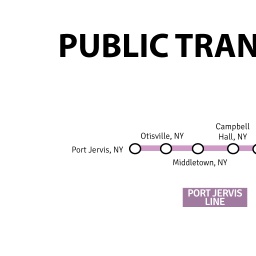 PUBLIC TRAN
Campbell
Hall, NY
Otisville, NY
Port Jervis, NY
Middletown, NY
PORT JERVIS
LINE